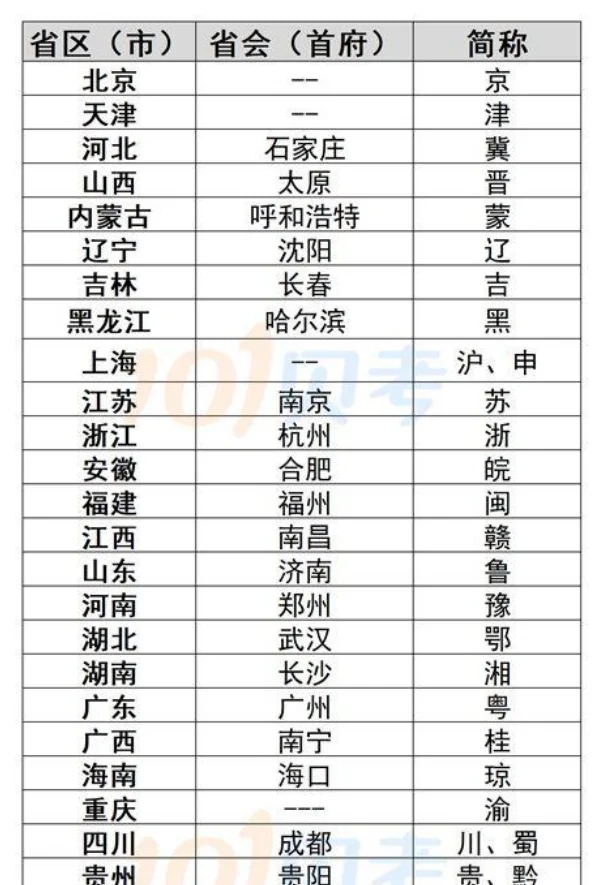 省区（市） 省会（首府） 简称
北京 -- 京
天津 -- 津
河北 石家庄 冀
山西 太原 晋
内蒙古 呼和浩特 蒙
辽宁 沈阳 辽
吉林 长春 吉
黑龙江 哈尔滨 黑
上海 -- 沪、申
江苏 南京 苏
浙江 杭州 浙
安徽 合肥 皖
福建 福州 闽
江西 南昌 赣
山东 济南 鲁
河南 郑州 豫
湖北 武汉 鄂
湖南 长沙 湘
广东 广州 粤
广西 南宁 桂
海南 海口 琼
重庆 --- 渝
四川 成都 川、蜀
贵州 贵阳 贵、黔
101贝考